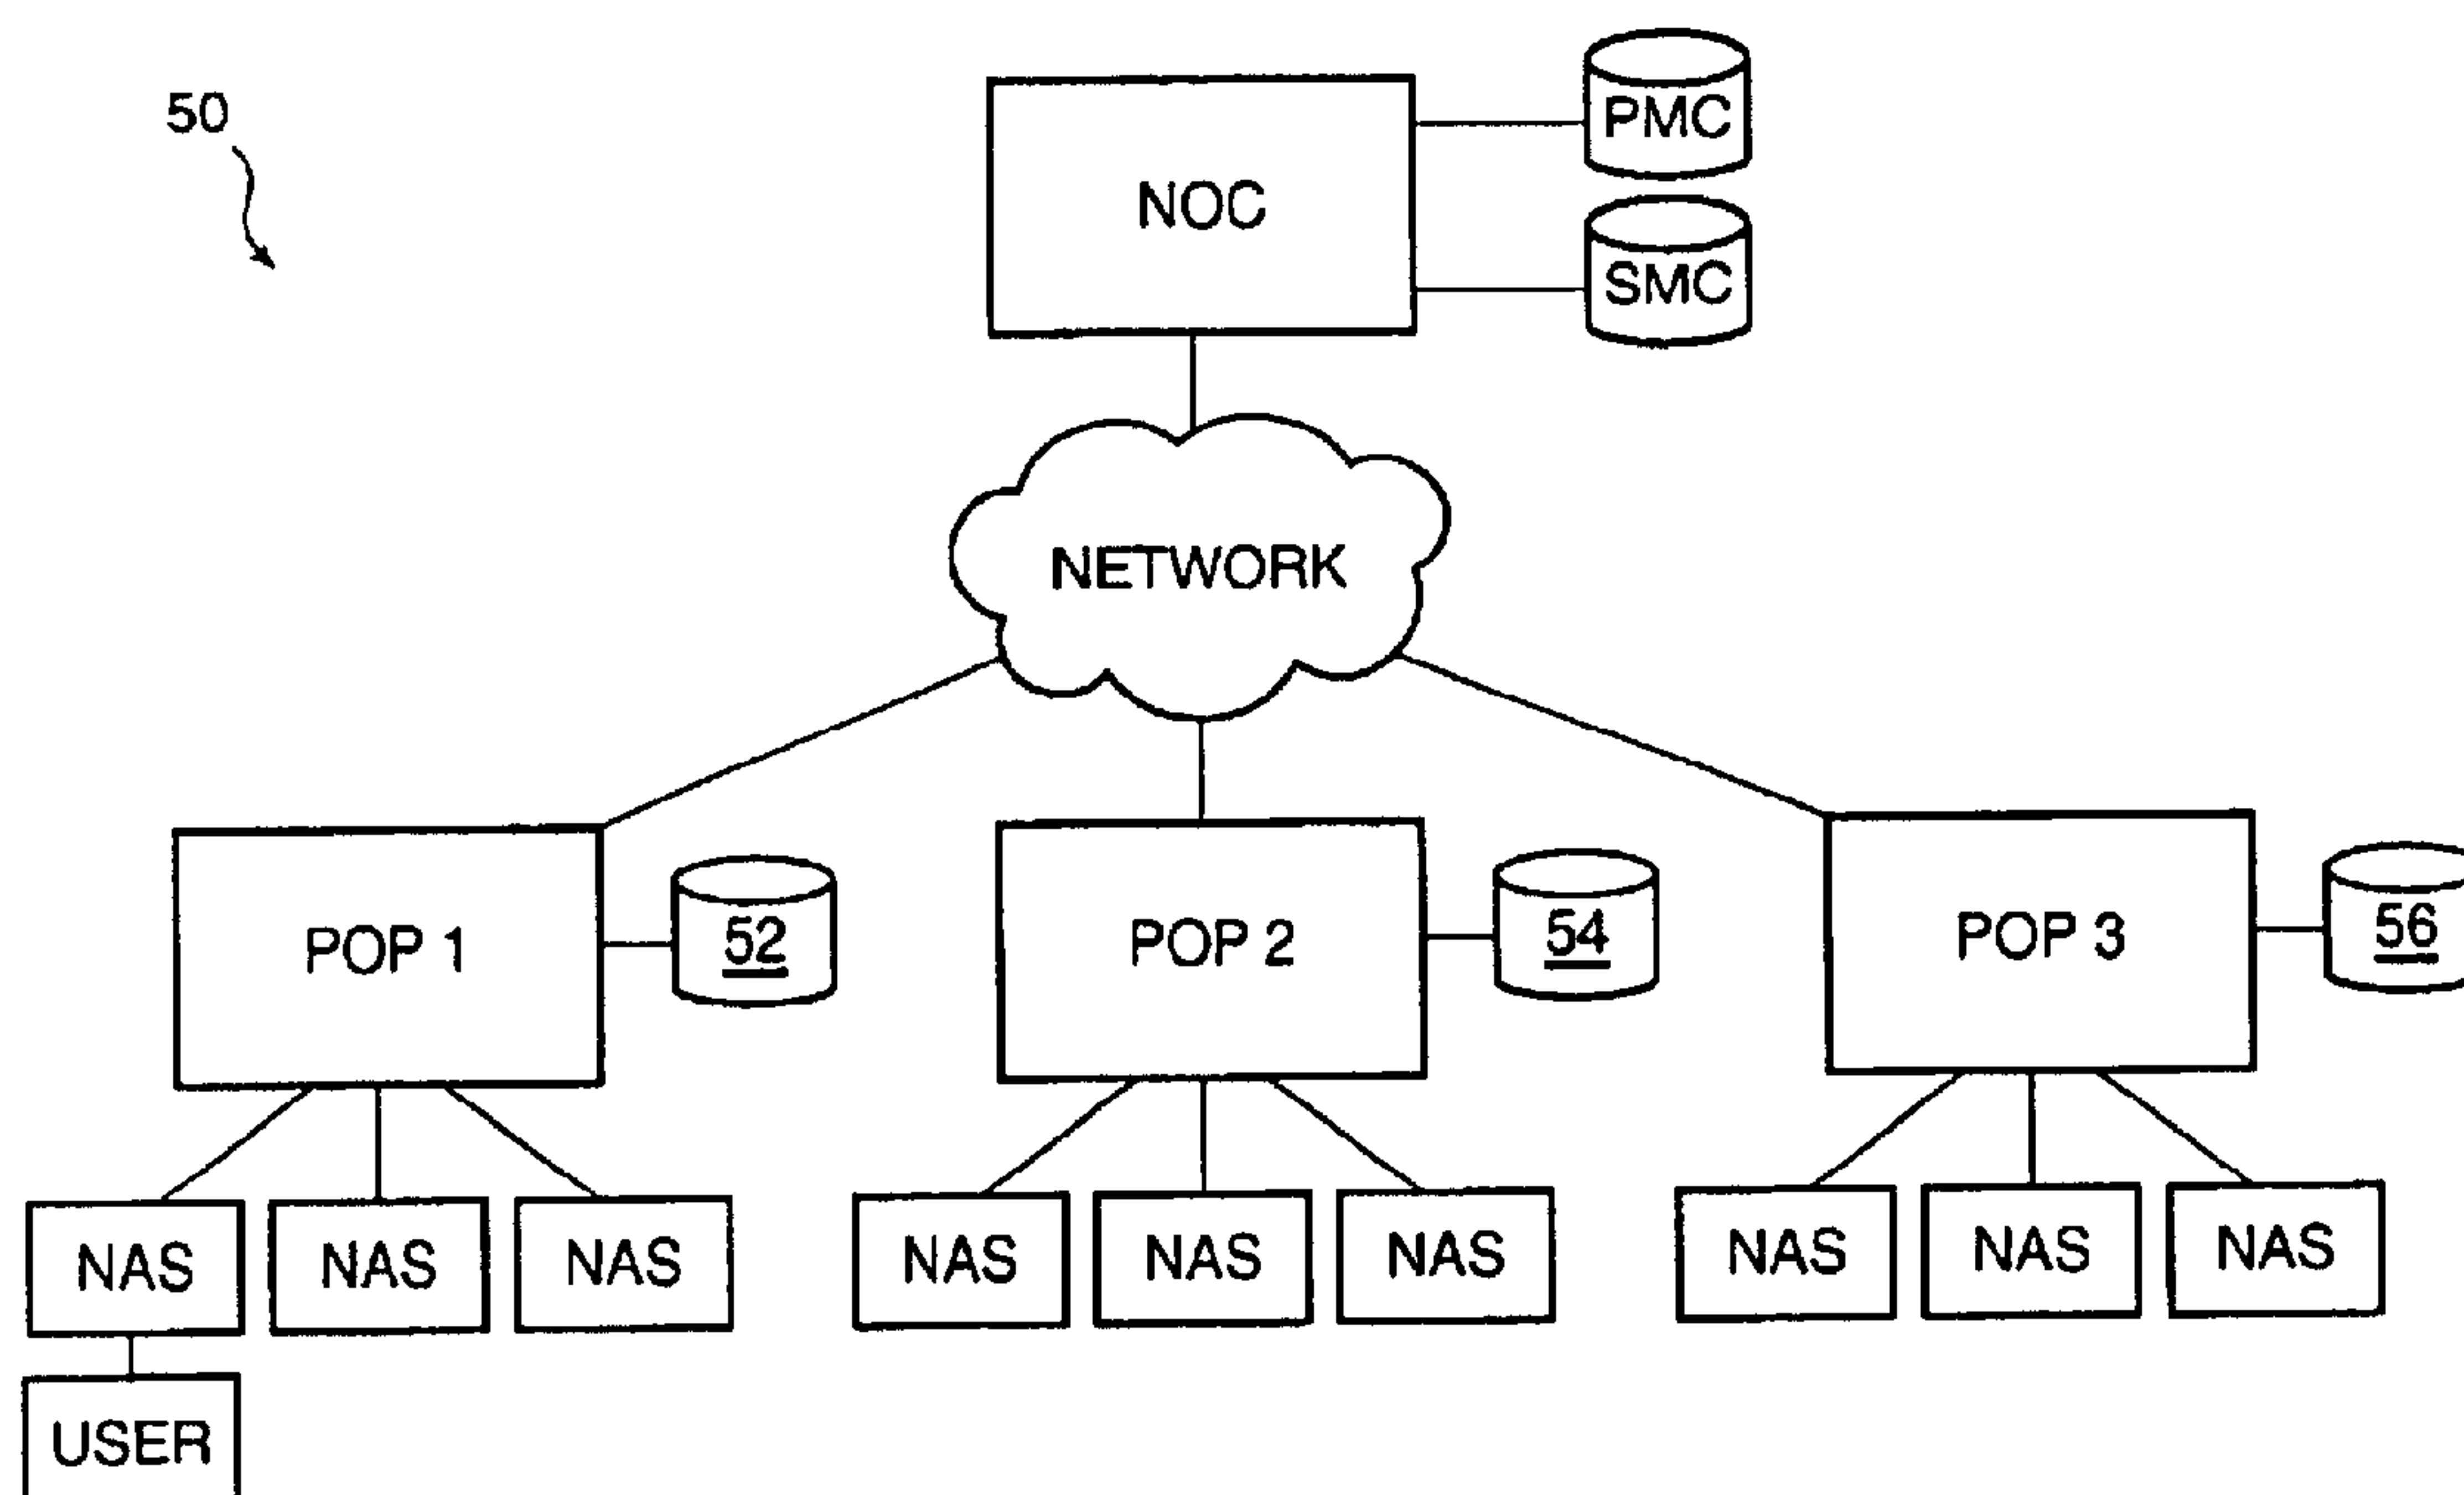 50
PMC
NOC
SMC
NETWORK
POP 1
52
POP 2
54
POP 3
56
NAS
NAS
NAS
NAS
NAS
NAS
NAS
NAS
NAS
USER